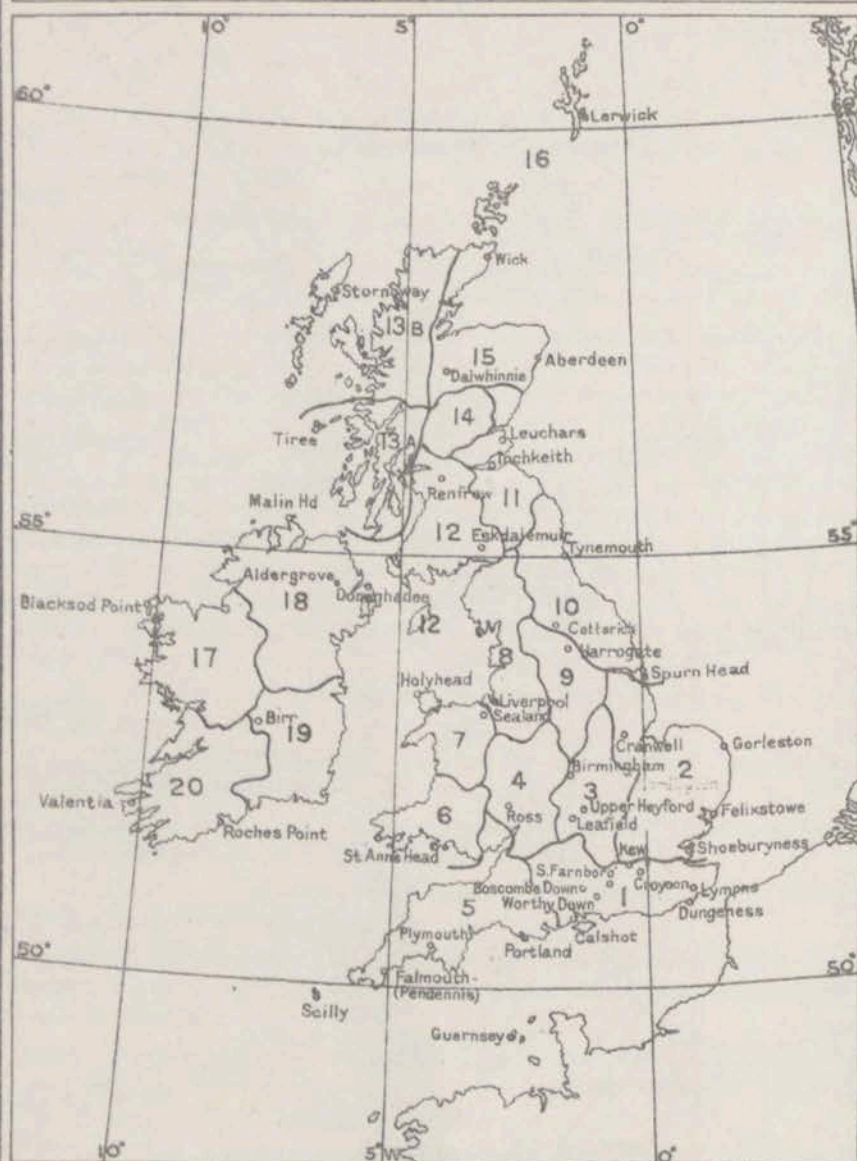 10° 5° 0° 5
60°
Lerwick
16
Wick
Stornoway
13 B
15
Aberdeen
Dalwhinnie
14
Tiree
13 A
Leuchars
Inchkeith
Renfrew
11
Malin Hd
12
Eskdalemuir
55° 55°
Tynemouth
Aldergrove
18
Donaghadee
Blacksod Point
10
12
Catterick
Harrogate
17
8
9
Spurn Head
Holyhead
Liverpool
Sealand
Birr
19
7
Cranwell
Gorleston
Birmingham
2
4
3
20
Valentia
Ross
Upper Heyford
Felixstowe
Leafield
6
Roches Point
St. Anns Head
Kew
Shoeburyness
S. Farnboro
Croydon
Boscombe Down
Lympne
1
Worthy Down
Dungeness
5
Plymouth
Calshot
Portland
50° 50°
Falmouth-
(Pendennis)
Scilly
Guernsey
10° 5°W 0°